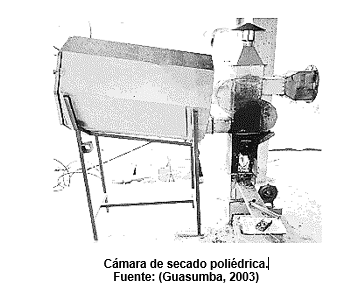 Cámara de secado poliédrica.
Fuente: (Guasumba, 2003)